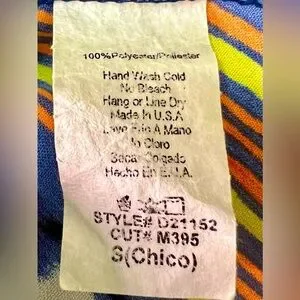 100%Polyester/Poliester
Hand Wash Cold
No Bleach
Hang or Line Dry
Made In U.S.A
Lave A Mano
No Cloro
Secar Colgado
Hecho En E.U.A.
STYLE# D21152
CUT# M395
S(Chico)